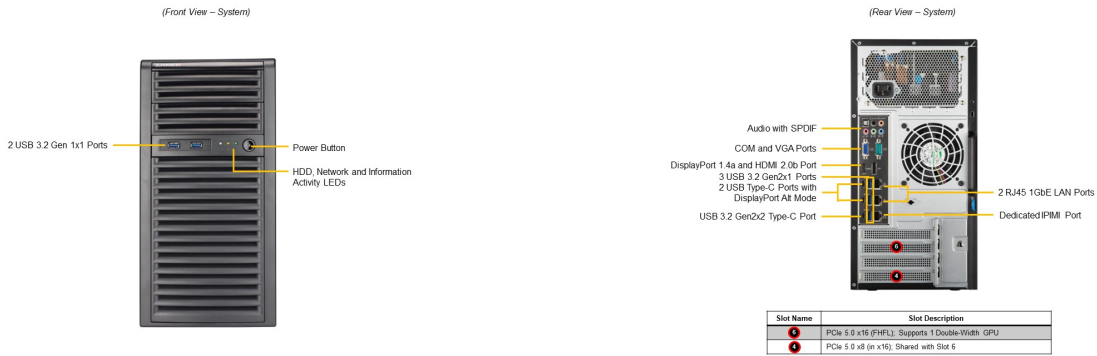 (Front View – System)
(Rear View – System)
2 USB 3.2 Gen 1x1 Ports
Power Button
HDD, Network and Information
Activity LEDs
Audio with SPDIF
COM and VGA Ports
DisplayPort 1.4a and HDMI 2.0b Port
3 USB 3.2 Gen2x1 Ports
2 USB Type-C Ports with
DisplayPort Alt Mode
USB 3.2 Gen2x2 Type-C Port
2 RJ45 1GbE LAN Ports
Dedicated IPIMI Port
6
4
Slot Name Slot Description
6 PCIe 5.0 x16 (FHFL); Supports 1 Double-Width GPU
4 PCIe 5.0 x8 (in x16); Shared with Slot 6